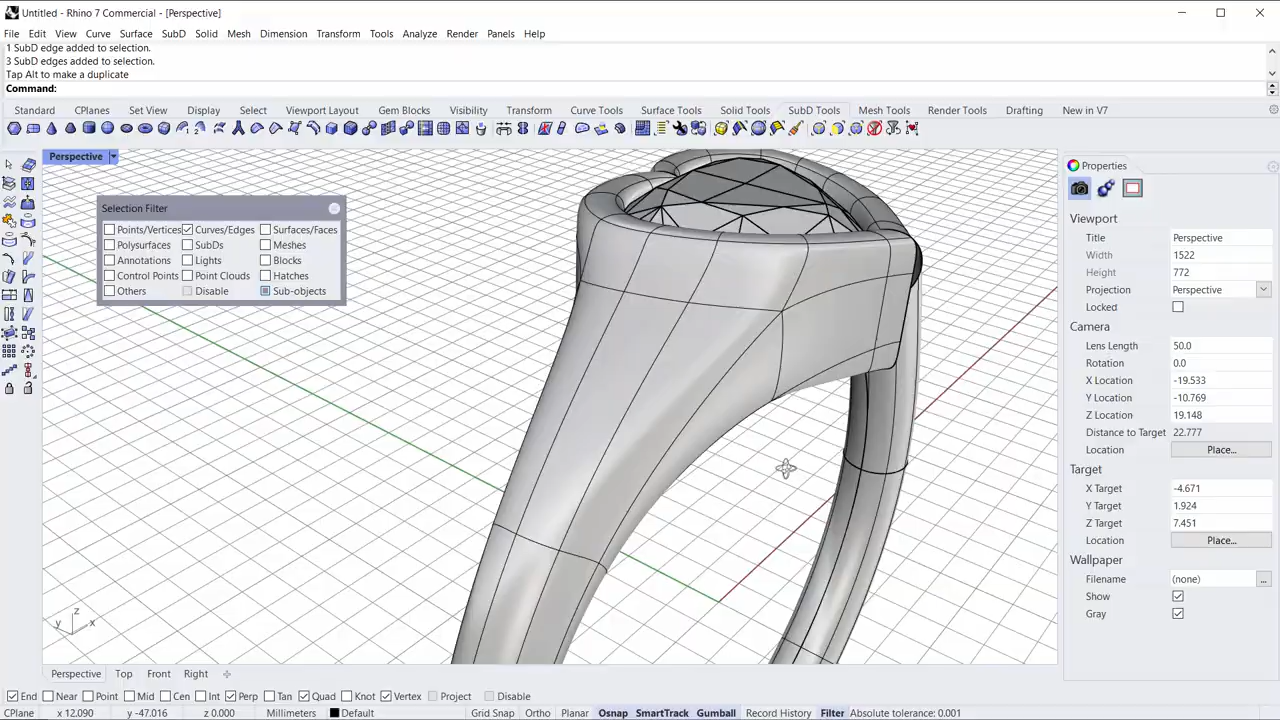 Untitled - Rhino 7 Commercial - [Perspective]
File Edit View Curve Surface SubD Solid Mesh Dimension Transform Tools Analyze Render Panels Help
1 SubD edge added to selection.
3 SubD edges added to selection.
Tap Alt to make a duplicate
Command:
Standard CPlanes Set View Display Select Viewport Layout Gem Blocks Visibility Transform Curve Tools Surface Tools Solid Tools SubD Tools Mesh Tools Render Tools Drafting New in V7
Perspective
Selection Filter
Points/Vertices Curves/Edges Surfaces/Faces
Polysurfaces SubDs Meshes
Annotations Lights Blocks
Control Points Point Clouds Hatches
Others Disable Sub-objects
z
y x
Properties
Viewport
Title Perspective
Width 1522
Height 772
Projection Perspective
Locked
Camera
Lens Length 50.0
Rotation 0.0
X Location -19.533
Y Location -10.769
Z Location 19.148
Distance to Target 22.777
Location Place...
Target
X Target -4.671
Y Target 1.924
Z Target 7.451
Location Place...
Wallpaper
Filename (none) ...
Show
Gray
Perspective Top Front Right
End Near Point Mid Cen Int Perp Tan Quad Knot Vertex Project Disable
CPlane x 12.090 y -47.016 z 0.000 Millimeters Default Grid Snap Ortho Planar Osnap SmartTrack Gumball Record History Filter Absolute tolerance: 0.001